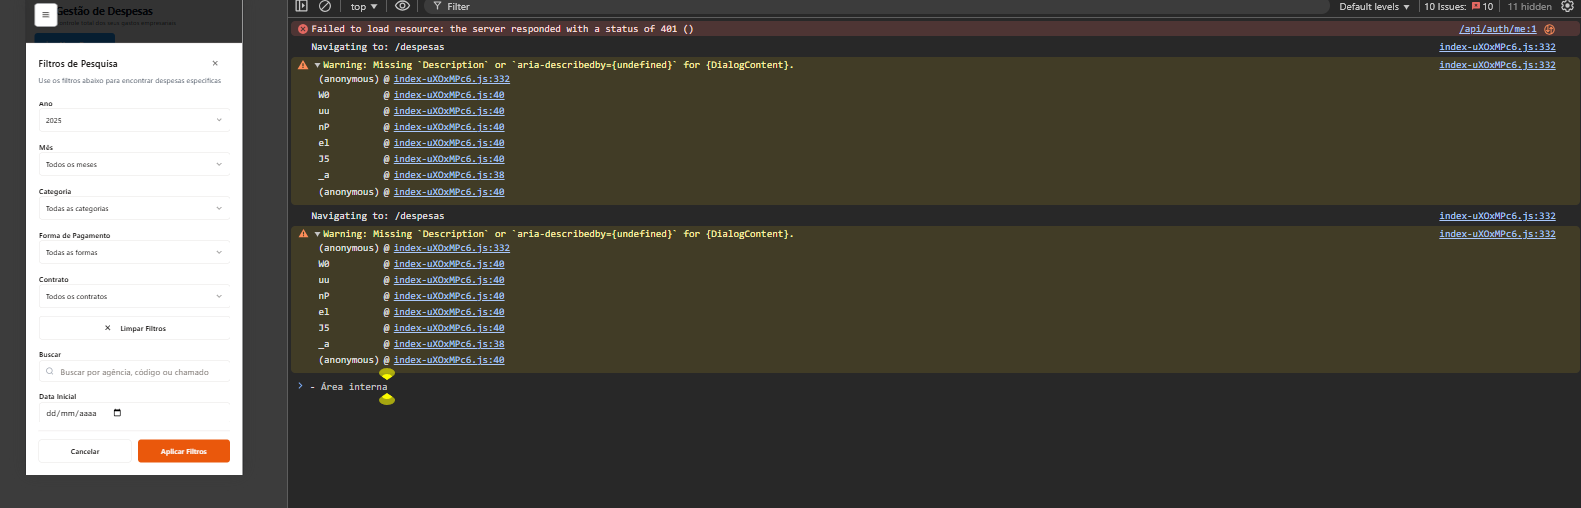 Gestão de Despesas
Filtros de Pesquisa
Use os filtros abaixo para encontrar despesas específicas
Ano
2025
Mês
Todos os meses
Categoria
Todas as categorias
Forma de Pagamento
Todas as formas
Contrato
Todos os contratos
Limpar Filtros
Buscar
Buscar por agência, código ou chamado
Data Inicial
dd/mm/aaaa
Cancelar
Aplicar Filtros
top
Filter
Default levels
10 Issues: 10
11 hidden
Failed to load resource: the server responded with a status of 401 () /api/auth/me:1
Navigating to: /despesas index-uXOxMPc6.js:332
Warning: Missing `Description` or `aria-describedby={undefined}` for {DialogContent}. index-uXOxMPc6.js:332
(anonymous) @ index-uXOxMPc6.js:332
W0 @ index-uXOxMPc6.js:40
uu @ index-uXOxMPc6.js:40
nP @ index-uXOxMPc6.js:40
el @ index-uXOxMPc6.js:40
J5 @ index-uXOxMPc6.js:40
_a @ index-uXOxMPc6.js:38
(anonymous) @ index-uXOxMPc6.js:40
Navigating to: /despesas index-uXOxMPc6.js:332
Warning: Missing `Description` or `aria-describedby={undefined}` for {DialogContent}. index-uXOxMPc6.js:332
(anonymous) @ index-uXOxMPc6.js:332
W0 @ index-uXOxMPc6.js:40
uu @ index-uXOxMPc6.js:40
nP @ index-uXOxMPc6.js:40
el @ index-uXOxMPc6.js:40
J5 @ index-uXOxMPc6.js:40
_a @ index-uXOxMPc6.js:38
(anonymous) @ index-uXOxMPc6.js:40
- Área interna